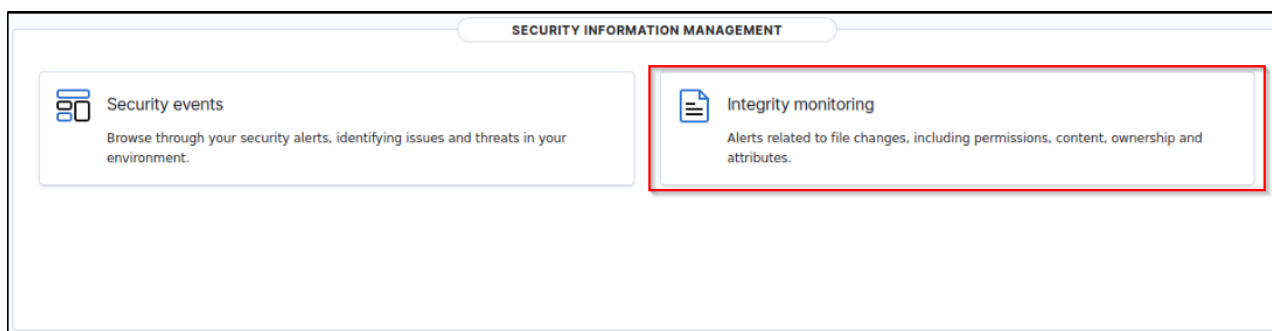 SECURITY INFORMATION MANAGEMENT
Security events
Browse through your security alerts, identifying issues and threats in your
environment.
Integrity monitoring
Alerts related to file changes, including permissions, content, ownership and
attributes.